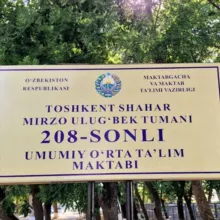 O‘ZBEKISTON
RESPUBLIKASI
MAKTABGACHA
VA MAKTAB
TA’LIMI VAZIRLIGI
TOSHKENT SHAHAR
MIRZO ULUG‘BEK TUMANI
208-SONLI
UMUMIY O‘RTA TA’LIM
MAKTABI